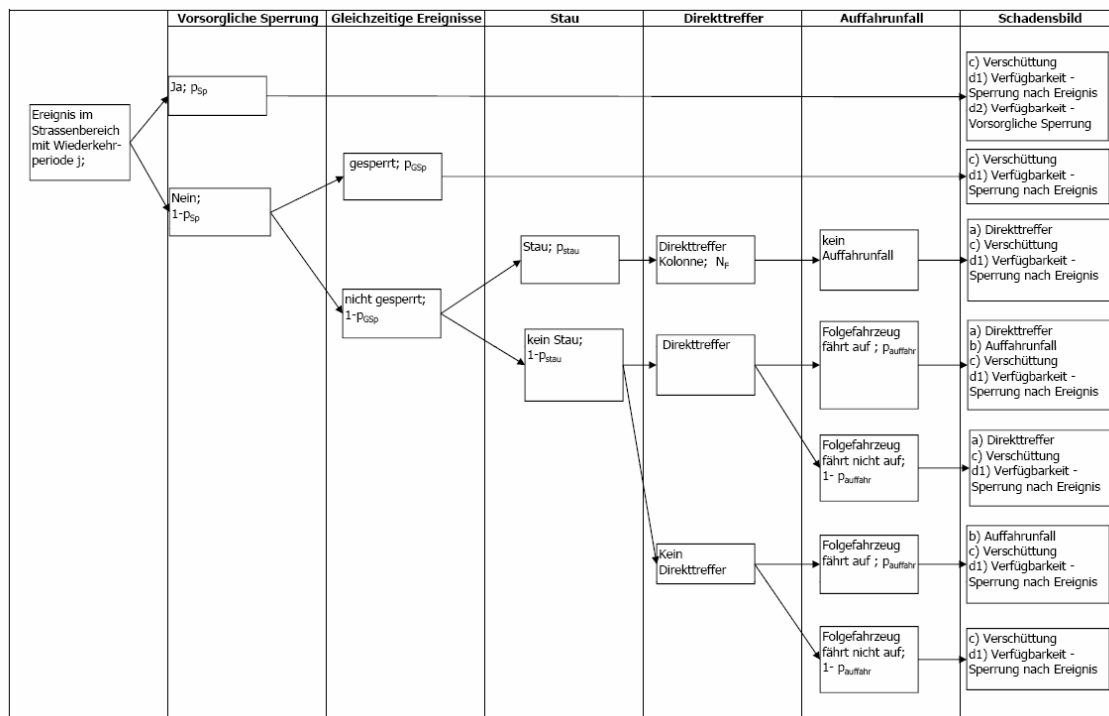 Vorsorgliche Sperrung
Gleichzeitige Ereignisse
Stau
Direkttreffer
Auffahrunfall
Schadensbild
Ereignis im
Strassenbereich
mit Wiederkehr-
periode j;
Ja; pSp
c) Verschüttung
d1) Verfügbarkeit -
Sperrung nach Ereignis
d2) Verfügbarkeit -
Vorsorgliche Sperrung
Nein;
1-pSp
gesperrt; pGSp
c) Verschüttung
d1) Verfügbarkeit -
Sperrung nach Ereignis
nicht gesperrt;
1-pGSp
Stau; pstau
Direkttreffer
Kolonne; NF
kein
Auffahrunfall
a) Direkttreffer
c) Verschüttung
d1) Verfügbarkeit -
Sperrung nach Ereignis
kein Stau;
1-pstau
Direkttreffer
Folgefahrzeug
fährt auf ; pauffahr
a) Direkttreffer
b) Auffahrunfall
c) Verschüttung
d1) Verfügbarkeit -
Sperrung nach Ereignis
Folgefahrzeug
fährt nicht auf;
1- pauffahr
a) Direkttreffer
c) Verschüttung
d1) Verfügbarkeit -
Sperrung nach Ereignis
Kein
Direkttreffer
Folgefahrzeug
fährt auf ; pauffahr
b) Auffahrunfall
c) Verschüttung
d1) Verfügbarkeit -
Sperrung nach Ereignis
Folgefahrzeug
fährt nicht auf;
1- pauffahr
c) Verschüttung
d1) Verfügbarkeit -
Sperrung nach Ereignis